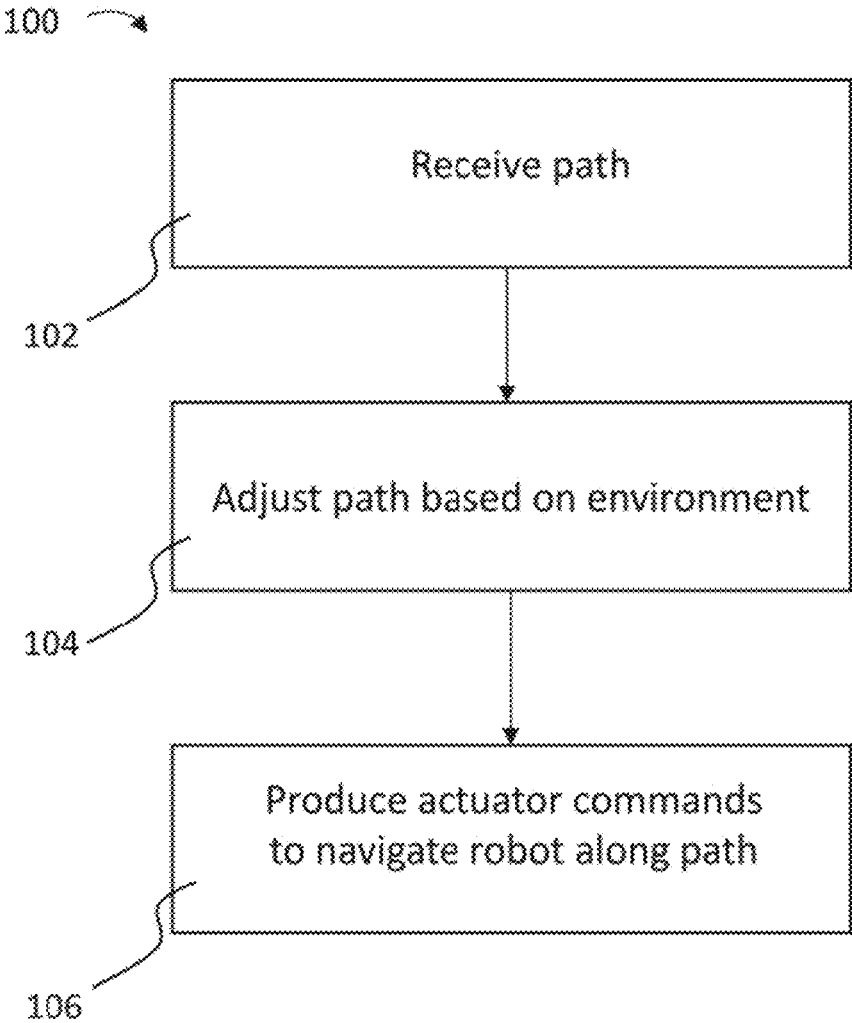 100
Receive path
102
Adjust path based on environment
104
Produce actuator commands
to navigate robot along path
106